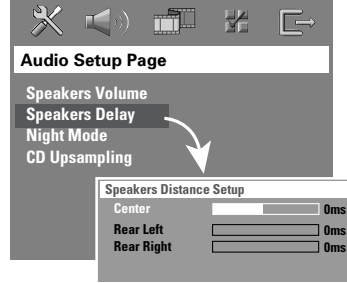 Audio Setup Page
Speakers Volume
Speakers Delay
Night Mode
CD Upsampling
Speakers Distance Setup
Center 0ms
Rear Left 0ms
Rear Right 0ms